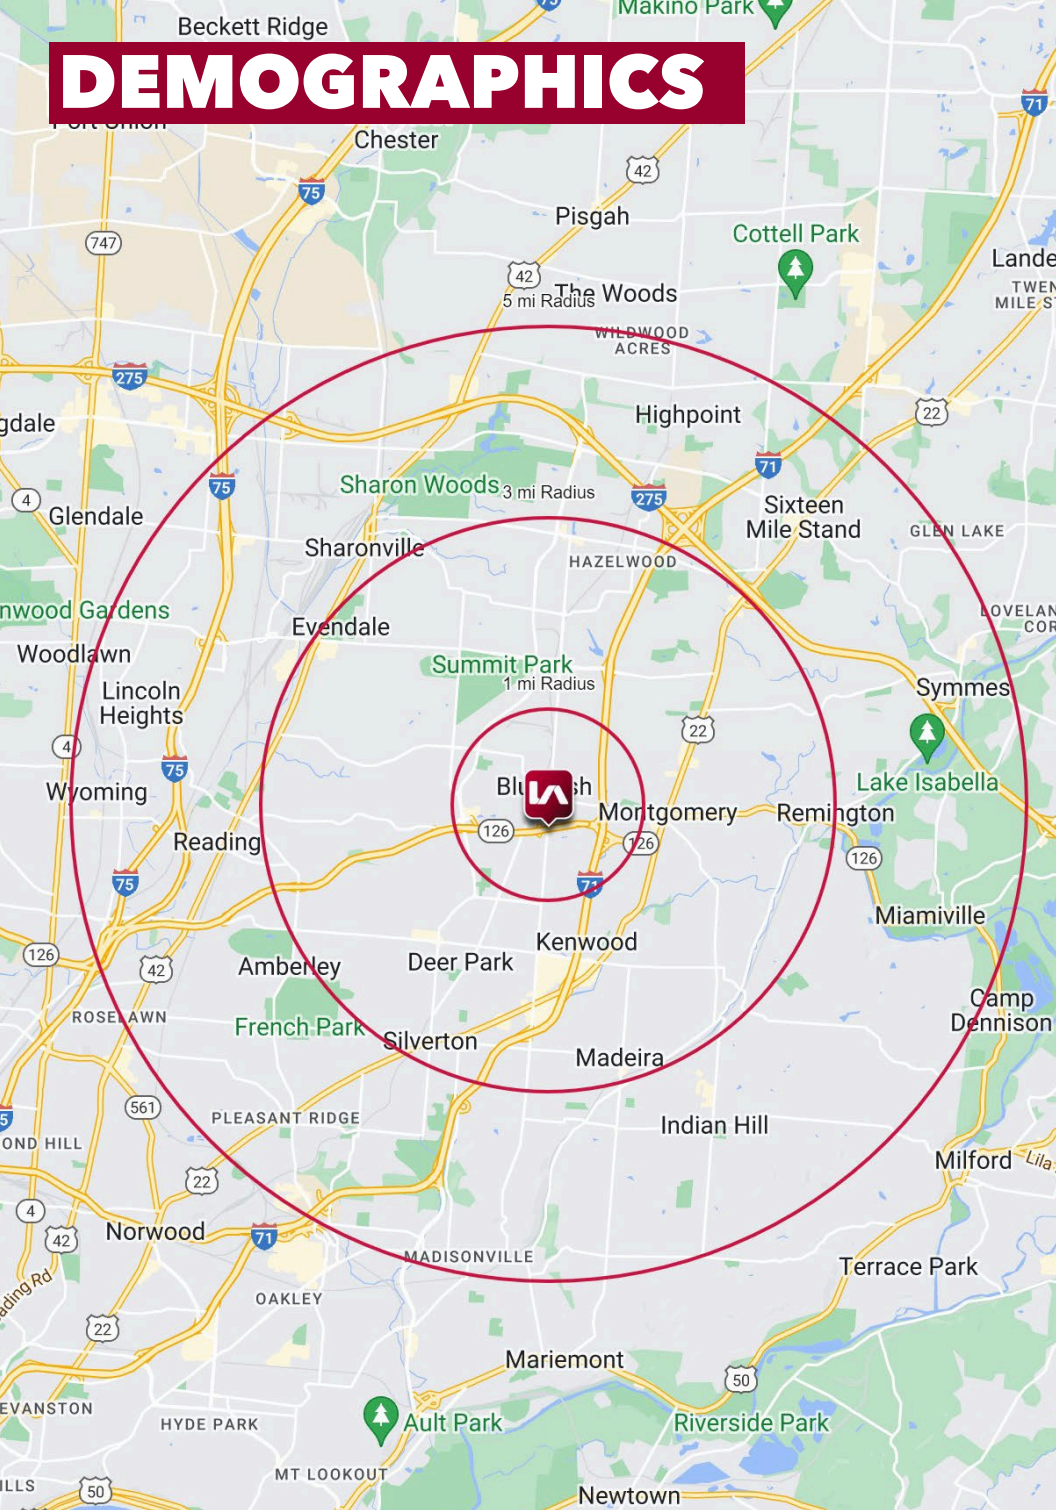 Makino Park
75
Beckett Ridge
DEMOGRAPHICS
71
Chester
42
75
Pisgah
Cottell Park
747
42
The Woods
5 mi Radius
MILE
WILDWOOD
ACRES
275
22
Highpoint
71
Sharon Woods
3 mi Radius
275
75
4
Glendale
Sixteen
Mile Stand
GLEN LAKE
Sharonville
HAZELWOOD
Gardens
Evendale
Woodlawn
Summit Park
1 mi Radius
Lincoln
Heights
Symmes
22
4
75
Lake Isabella
Wyoming
Montgomery
Remington
126
126
Reading
126
75
71
Miamiville
Kenwood
126
42
Amberley
Deer Park
Camp
Dennison
ROSELAWN
French Park
Silverton
Madeira
561
PLEASANT RIDGE
Indian Hill
Milford
22
4
42
Norwood
71
MADISONVILLE
Terrace Park
OAKLEY
22
Mariemont
50
EVANSTON
HYDE PARK
Ault Park
Riverside Park
MT LOOKOUT
50
Newtown